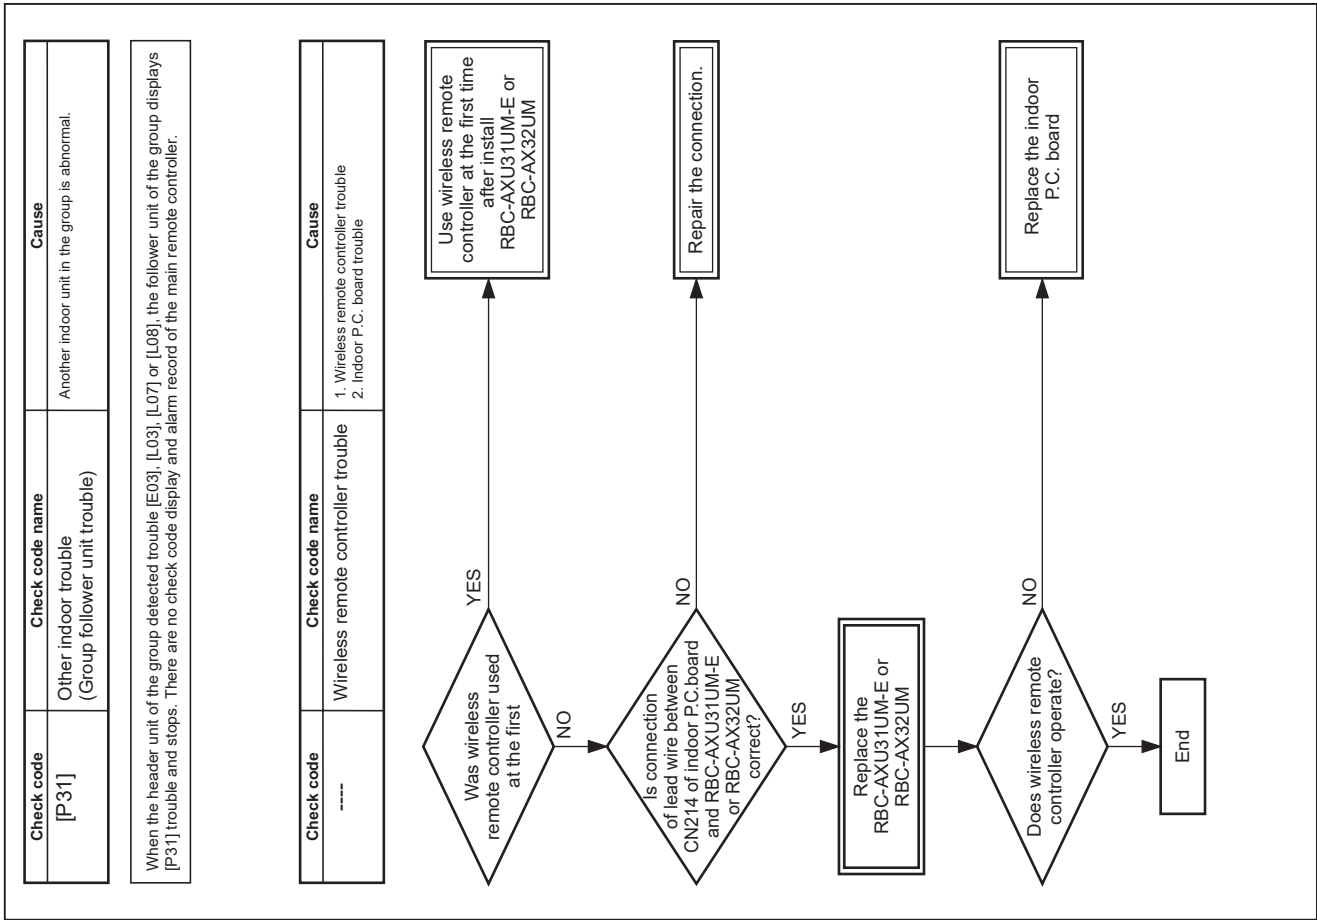 Check code
Check code name
Cause
[P31]
Other indoor trouble
(Group follower unit trouble)
Another indoor unit in the group is abnormal.
When the header unit of the group detected trouble [E03], [L03], [L07] or [L08], the follower unit of the group displays
[P31] trouble and stops. There are no check code display and alarm record of the main remote controller.
Check code
Check code name
Cause
----
Wireless remote controller trouble
1. Wireless remote controller trouble
2. Indoor P.C. board trouble
Was wireless
remote controller used
at the first
YES
Use wireless remote
controller at the first time
after install
RBC-AXU31UM-E or
RBC-AX32UM
NO
Is connection
of lead wire between
CN214 of indoor P.C.board
and RBC-AXU31UM-E
or RBC-AX32UM
correct?
NO
Repair the connection.
YES
Replace the
RBC-AXU31UM-E or
RBC-AX32UM
Does wireless remote
controller operate?
NO
Replace the indoor
P.C. board
YES
End